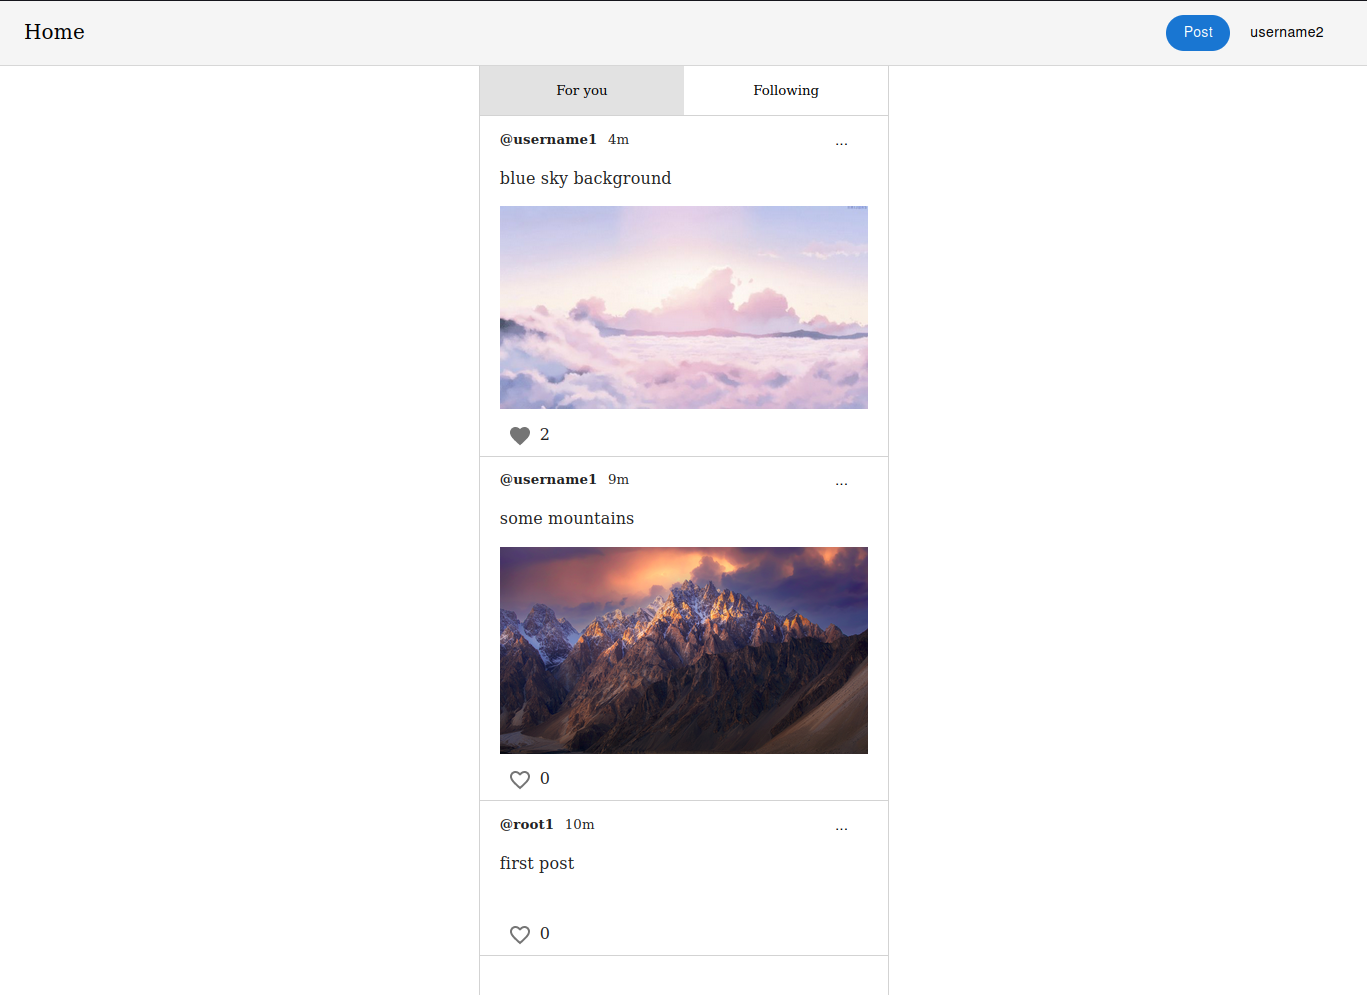 Home
Post
username2
For you
Following
@username1 4m
...
blue sky background
2
@username1 9m
...
some mountains
0
@root1 10m
...
first post
0